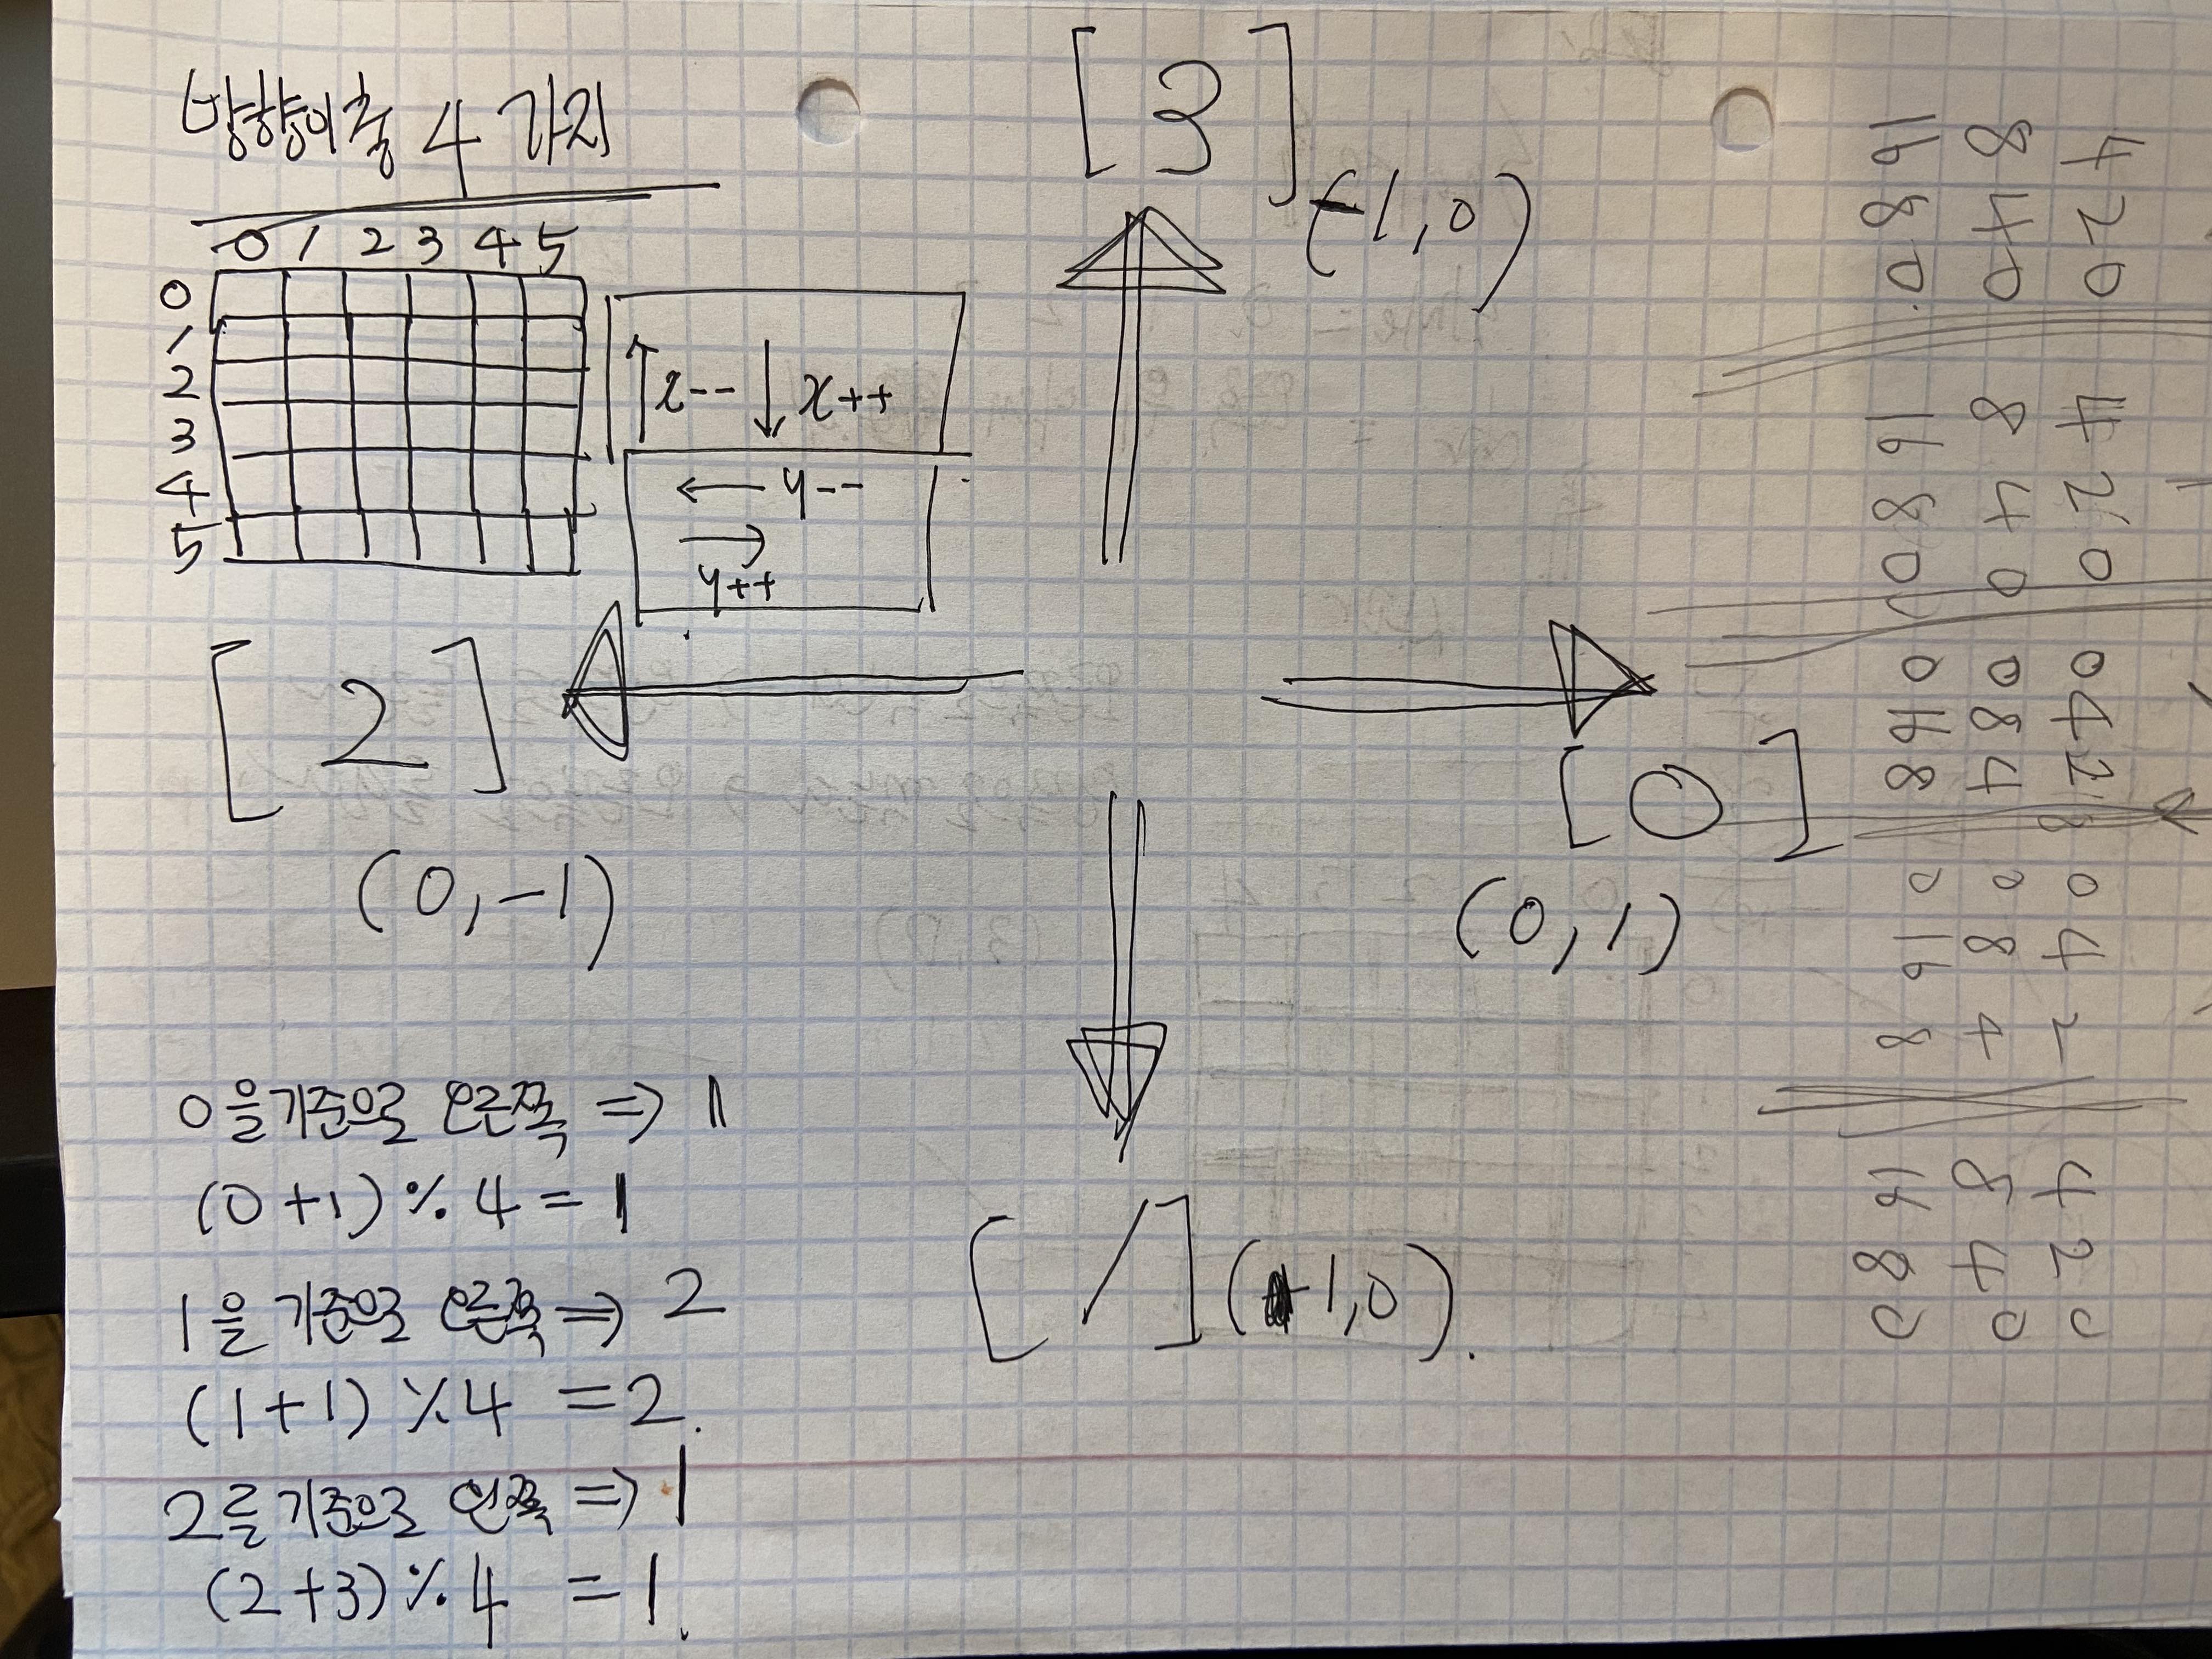 방향이총 4 가지
0 1 2 3 4 5
0
1
2
3
4
5
x-- x++
y--
y++
[3]
(-1,0)
[2]
(0,-1)
[0]
(0,1)
[1] (+1,0).
0을기준으로 오른쪽 => 1
(0+1) % 4 = 1
1을 기준으로 오른쪽 => 2
(1+1) % 4 = 2.
2를 기준으로 왼쪽 => 1
(2+3) % 4 = 1.
4 2 0
8 4 0
16 8 0.
4 2 0
8 4 0
16 8 0
0 4 2
0 8 4
0 16 8
0 4 2
0 8 4
0 16 8
4 2 0
8 4 0
16 8 0